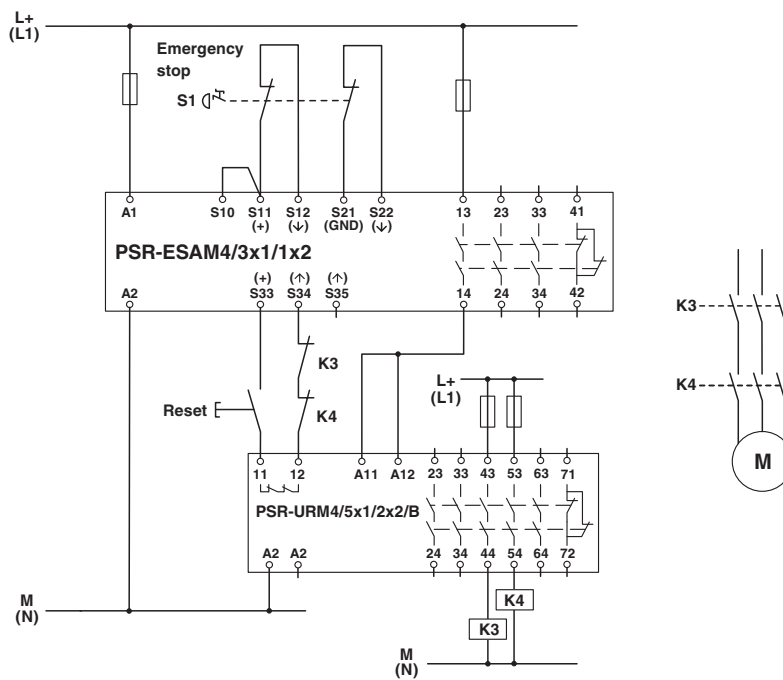 L+
(L1)
Emergency
stop
S1
A1 S10 S11 S12 S21 S22 13 23 33 41
(+) (↓) (GND) (↓)
PSR-ESAM4/3x1/1x2
(+) (↑) (↑)
A2 S33 S34 S35 14 24 34 42
K3
K3
K4
L+
(L1)
K4
Reset
M
11 12 A11 A12 23 33 43 53 63 71
PSR-URM4/5x1/2x2/B
A2 A2 24 34 44 54 64 72
M
(N)
K4
K3
M
(N)